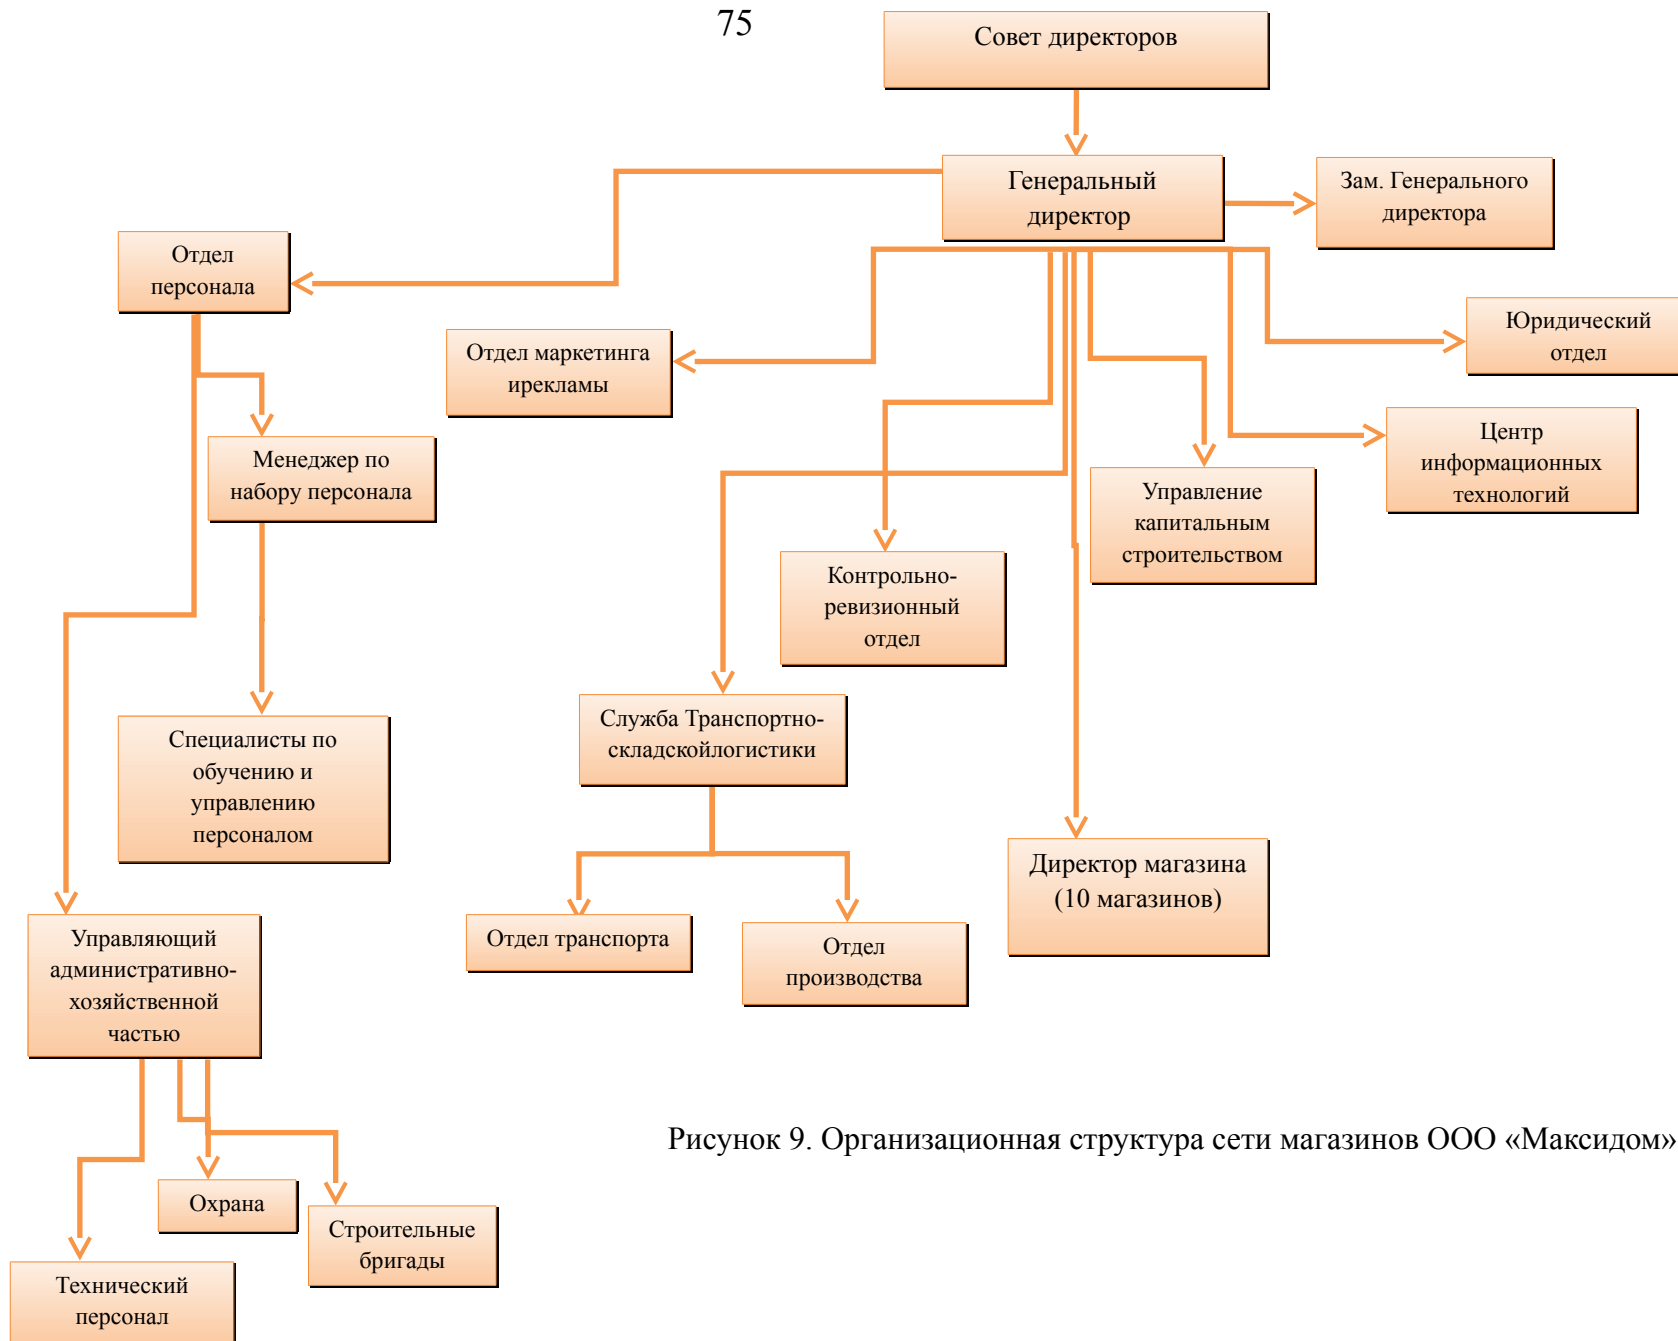 75
Совет директоров
Генеральный
директор
Зам. Генерального
директора
Отдел
персонала
Юридический
отдел
Отдел маркетинга
ирекламы
Центр
информационных
технологий
Менеджер по
набору персонала
Управление
капитальным
строительством
Контрольно-
ревизионный
отдел
Служба Транспортно-
складскойлогистики
Специалисты по
обучению и
управлению
персоналом
Директор магазина
(10 магазинов)
Управляющий
административно-
хозяйственной
частью
Отдел транспорта
Отдел
производства
Рисунок 9. Организационная структура сети магазинов ООО «Максидом»
Охрана
Строительные
бригады
Технический
персонал